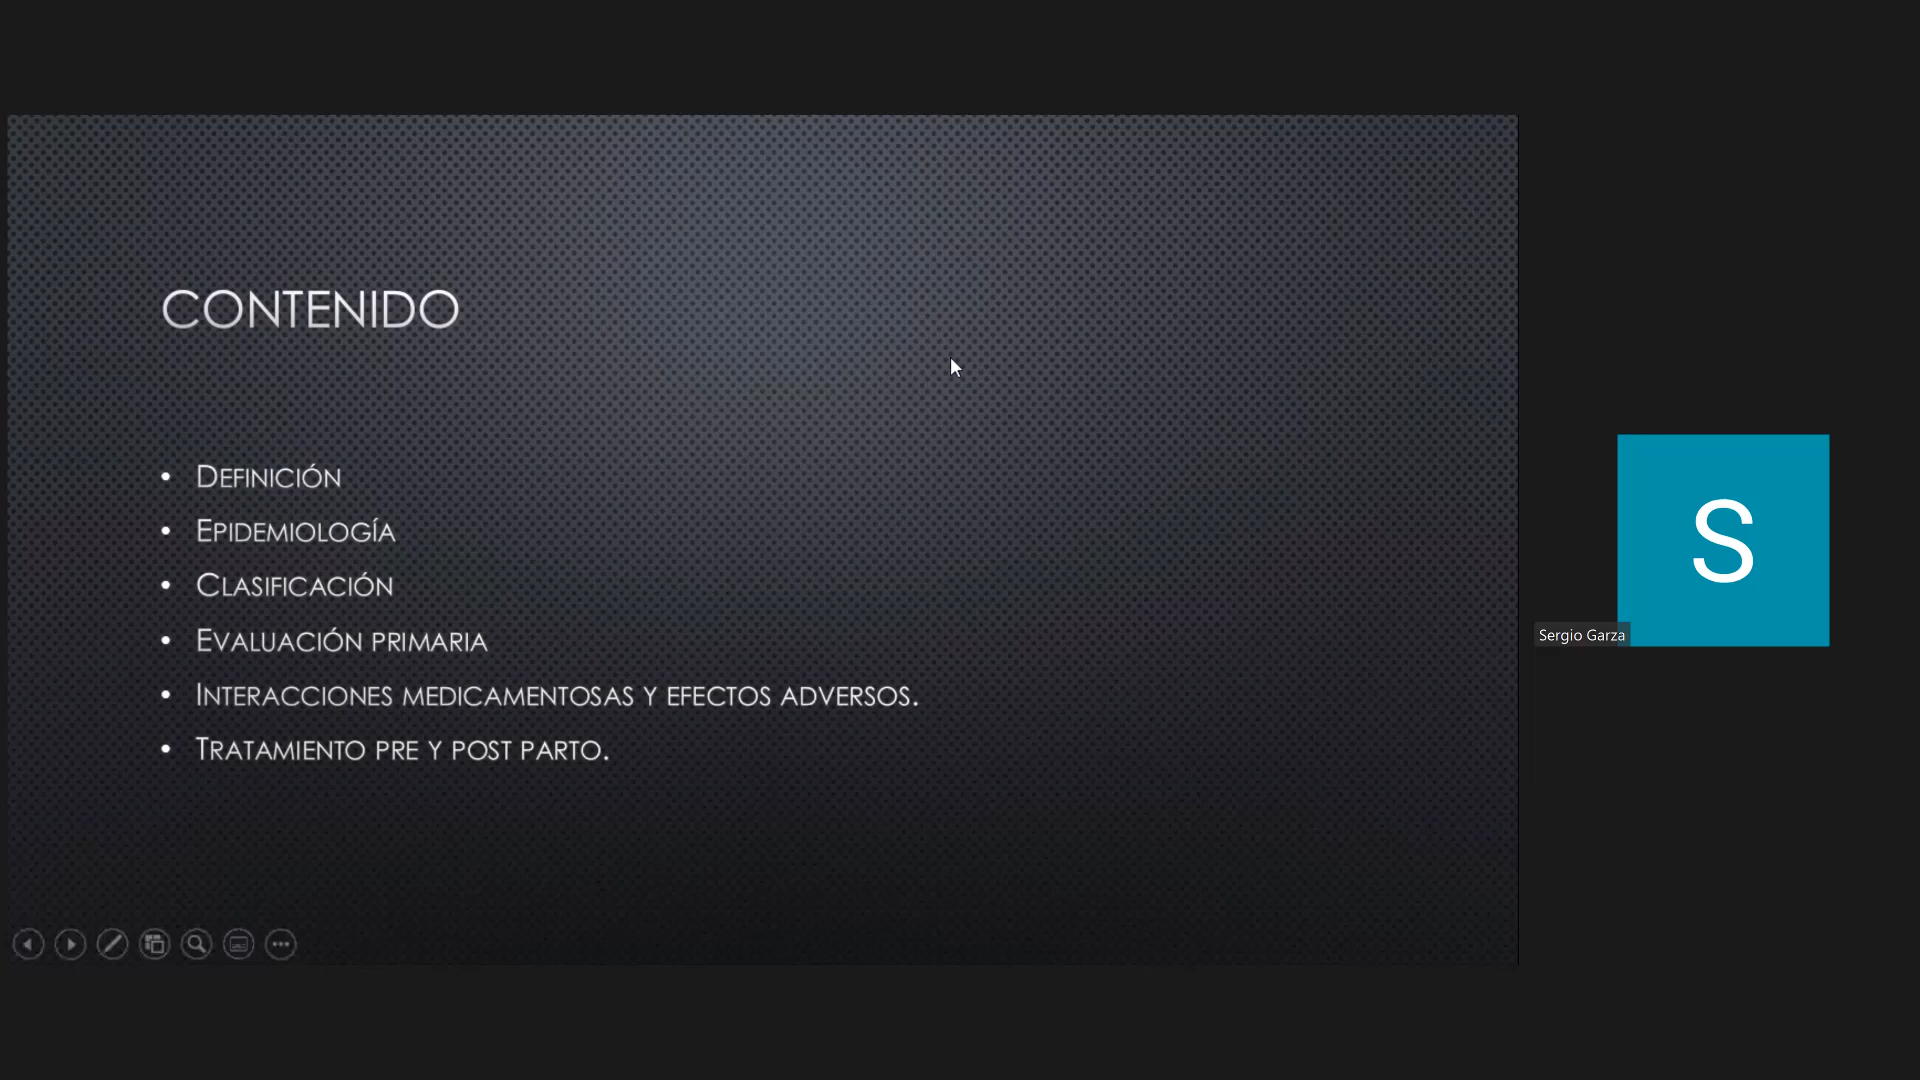 CONTENIDO
• DEFINICIÓN
• EPIDEMIOLOGÍA
• CLASIFICACIÓN
• EVALUACIÓN PRIMARIA
• INTERACCIONES MEDICAMENTOSAS Y EFECTOS ADVERSOS.
• TRATAMIENTO PRE Y POST PARTO.
S
Sergio Garza